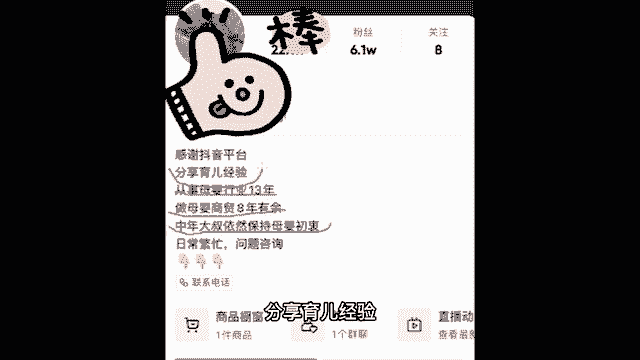 棒
粉丝
关注
6.1w
8
感谢抖音平台
分享育儿经验
从事母婴行业13年
做母婴商贸8年有余
中年大叔依然保持母婴初衷
日常繁忙，问题咨询
联系电话
商品橱窗
直播动
1件商品
1个群聊
查看最新
分享育儿经验